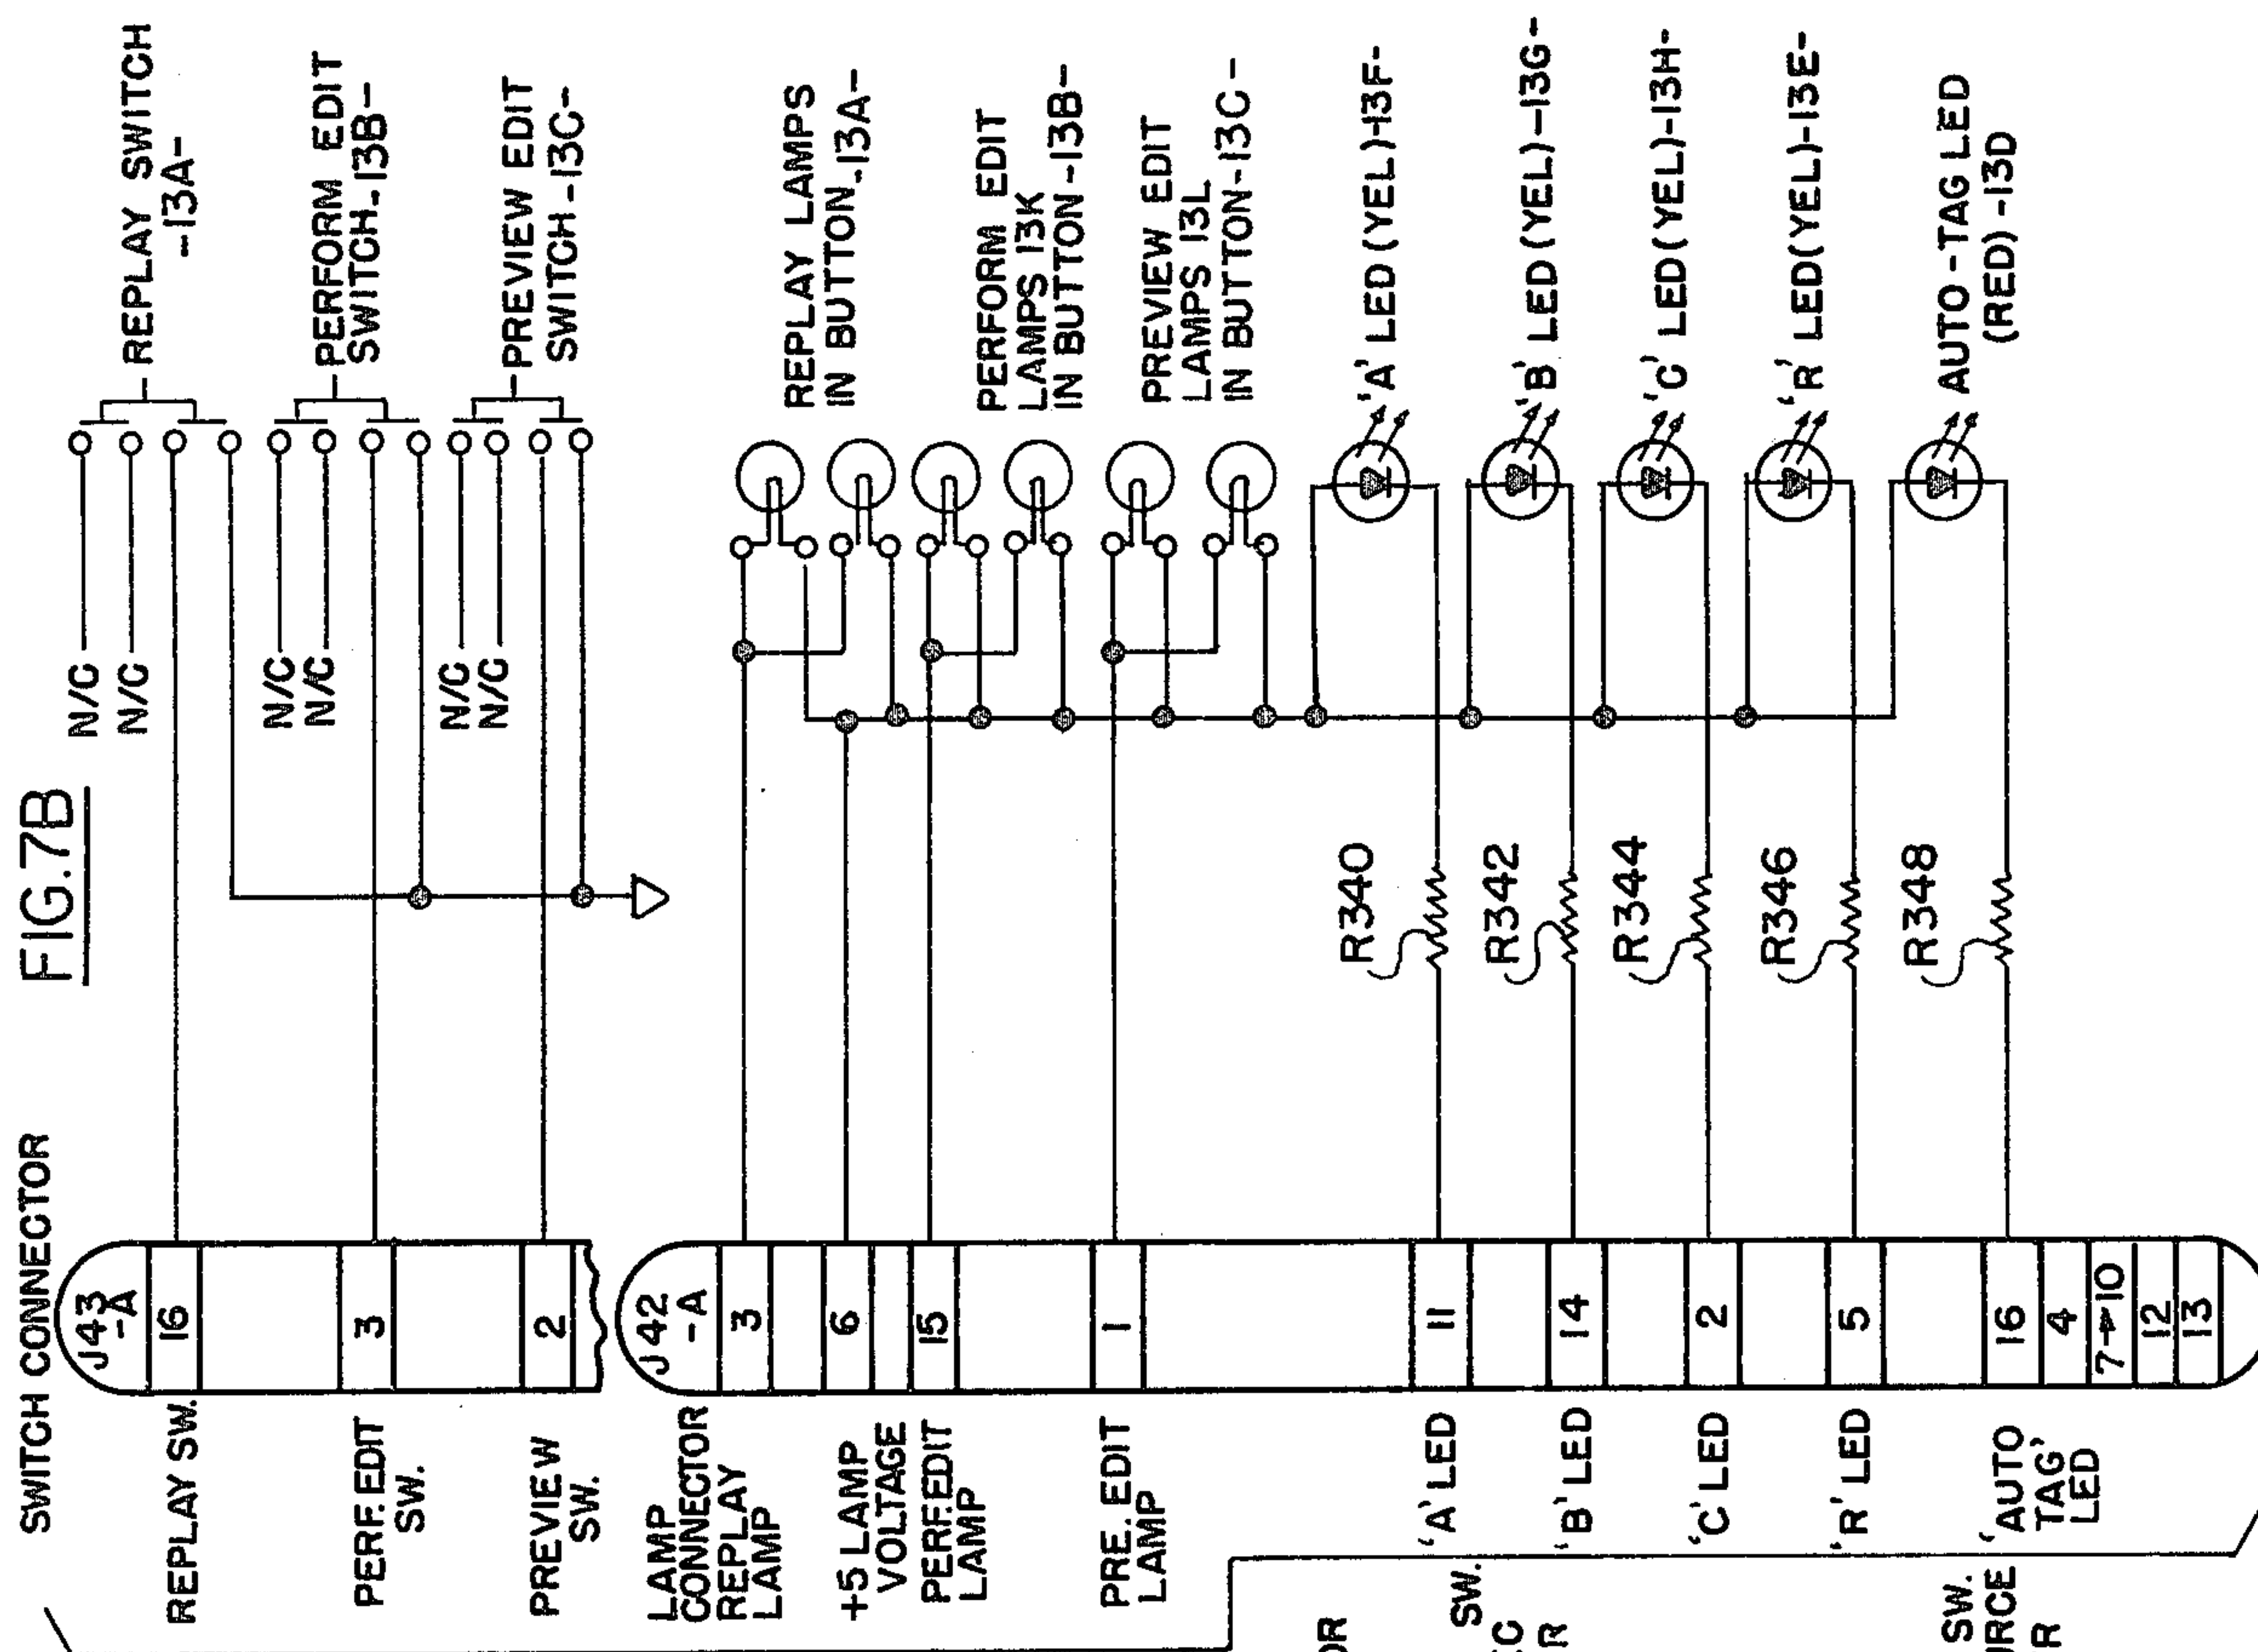 FIG.7B
SWITCH CONNECTOR
J43
-A
16
3
2
REPLAY SW.
PERF.EDIT
SW.
PREVIEW
SW.
N/C
N/C
N/C
N/C
N/C
N/C
REPLAY SWITCH
-13A-
PERFORM EDIT
SWITCH-13B-
PREVIEW EDIT
SWITCH-13C-
LAMP
CONNECTOR
J42
-A
REPLAY
LAMP
3
+5 LAMP
VOLTAGE
6
PERF.EDIT
LAMP
15
PRE. EDIT
LAMP
1
'A' LED
11
'B' LED
14
'C' LED
2
'R' LED
5
'AUTO
TAG'
LED
16
4
7→10
12
13
REPLAY LAMPS
IN BUTTON-13A-
PERFORM EDIT
LAMPS 13K
IN BUTTON-13B-
PREVIEW EDIT
LAMPS 13L
IN BUTTON-13C-
R340
R342
R344
R346
R348
'A' LED (YEL)-13F-
'B' LED (YEL)-13G-
'C' LED(YEL)-13H-
'R' LED(YEL)-13E-
AUTO-TAG LED
(RED)-13D
OR
SW.
C
R
SW.
RCE
R